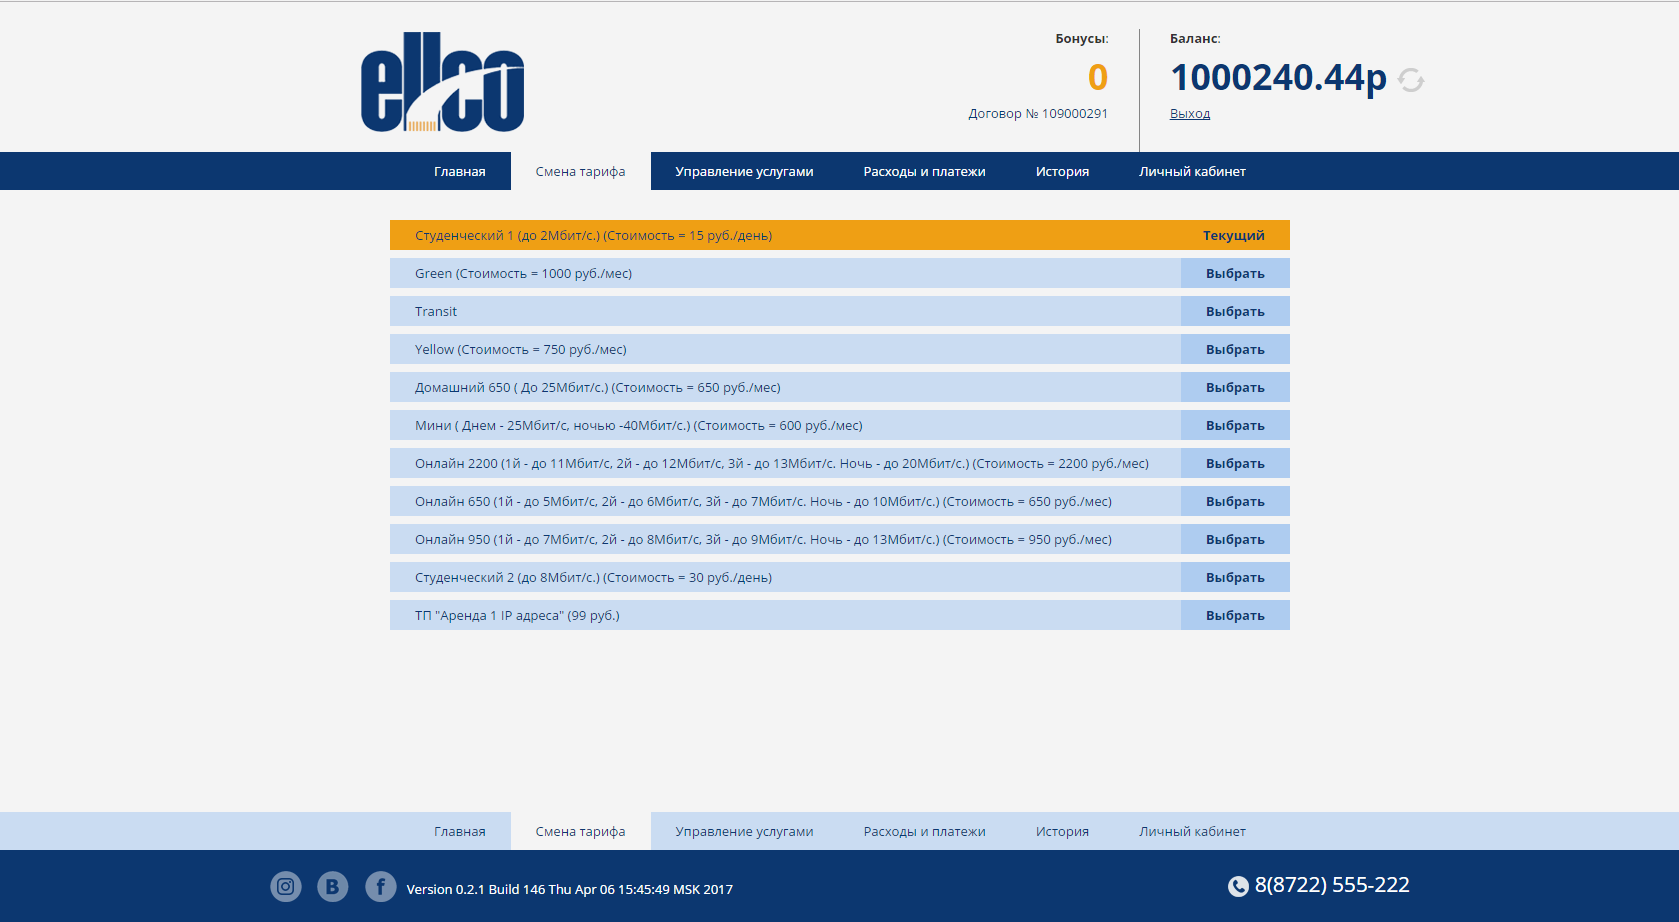 ellco
Бонусы:
0
Договор № 109000291
Баланс:
1000240.44р
Выход
Главная Смена тарифа Управление услугами Расходы и платежи История Личный кабинет
Студенческий 1 (до 2Мбит/с.) (Стоимость = 15 руб./день) Текущий
Green (Стоимость = 1000 руб./мес) Выбрать
Transit Выбрать
Yellow (Стоимость = 750 руб./мес) Выбрать
Домашний 650 ( До 25Мбит/с.) (Стоимость = 650 руб./мес) Выбрать
Мини ( Днем - 25Мбит/с, ночью -40Мбит/с.) (Стоимость = 600 руб./мес) Выбрать
Онлайн 2200 (1й - до 11Мбит/с, 2й - до 12Мбит/с, 3й - до 13Мбит/с. Ночь - до 20Мбит/с.) (Стоимость = 2200 руб./мес) Выбрать
Онлайн 650 (1й - до 5Мбит/с, 2й - до 6Мбит/с, 3й - до 7Мбит/с. Ночь - до 10Мбит/с.) (Стоимость = 650 руб./мес) Выбрать
Онлайн 950 (1й - до 7Мбит/с, 2й - до 8Мбит/с, 3й - до 9Мбит/с. Ночь - до 13Мбит/с.) (Стоимость = 950 руб./мес) Выбрать
Студенческий 2 (до 8Мбит/с.) (Стоимость = 30 руб./день) Выбрать
ТП "Аренда 1 IP адреса" (99 руб.) Выбрать
Главная Смена тарифа Управление услугами Расходы и платежи История Личный кабинет
Version 0.2.1 Build 146 Thu Apr 06 15:45:49 MSK 2017
8(8722) 555-222